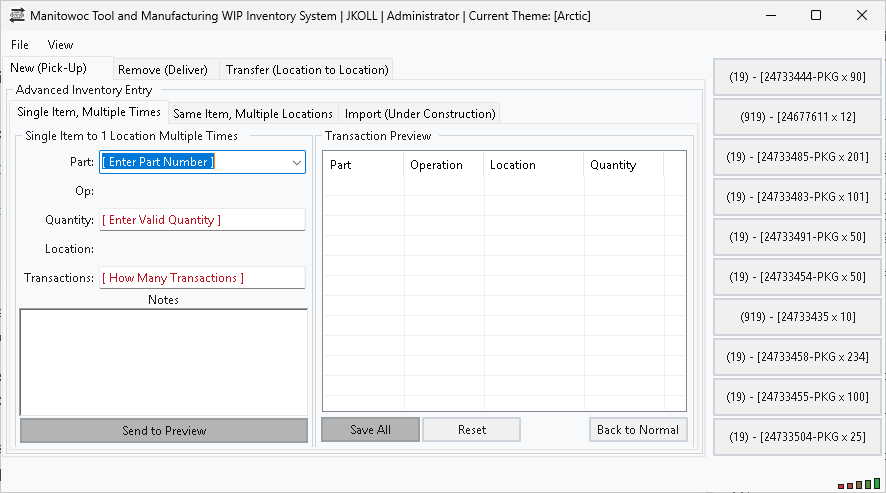 Manitowoc Tool and Manufacturing WIP Inventory System | JKOLL | Administrator | Current Theme: [Arctic]
File View
New (Pick-Up) Remove (Deliver) Transfer (Location to Location)
Advanced Inventory Entry
Single Item, Multiple Times Same Item, Multiple Locations Import (Under Construction)
Single Item to 1 Location Multiple Times
Part: [ Enter Part Number ]
Op:
Quantity: [ Enter Valid Quantity ]
Location:
Transactions: [ How Many Transactions ]
Notes
Send to Preview
Transaction Preview
Part Operation Location Quantity
Save All Reset Back to Normal
(19) - [24733444-PKG x 90]
(919) - [24677611 x 12]
(19) - [24733485-PKG x 201]
(19) - [24733483-PKG x 101]
(19) - [24733491-PKG x 50]
(19) - [24733454-PKG x 50]
(919) - [24733435 x 10]
(19) - [24733458-PKG x 234]
(19) - [24733455-PKG x 100]
(19) - [24733504-PKG x 25]